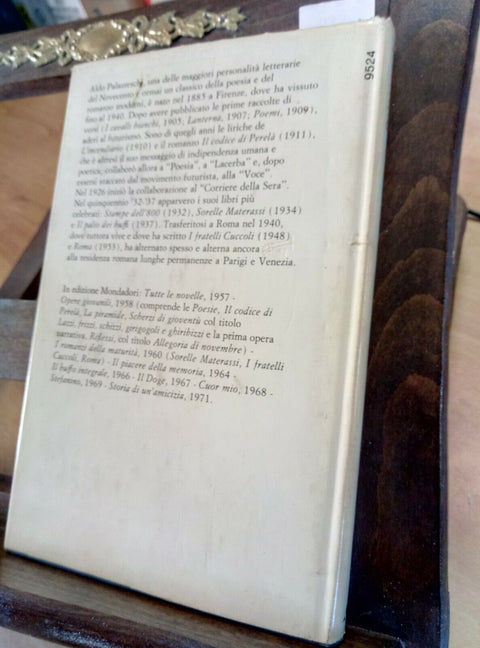 Aldo Palazzeschi, una delle maggiori personalità letterarie
del Novecento e ormai un classico della poesia e del
romanzo moderni, è nato nel 1885 a Firenze, dove ha vissuto
fino al 1940. Dopo avere pubblicato le prime raccolte di
versi (I cavalli bianchi, 1905; Lanterna, 1907; Poemi, 1909),
aderì al futurismo. Sono di quegli anni le liriche de
L'incendiario (1910) e il romanzo Il codice di Perelà (1911),
che è altresì il suo messaggio di indipendenza umana e
poetica; collaborò allora a "Poesia", a "Lacerba" e, dopo
essersi staccato dal movimento futurista, alla "Voce".
Nel 1926 iniziò la collaborazione al "Corriere della Sera".
Nel quinquennio '32-'37 apparvero i suoi libri più
celebrati: Stampe dell'800 (1932), Sorelle Materassi (1934)
e Il palio dei buffi (1937). Trasferitosi a Roma nel 1940,
dove tuttora vive e dove ha scritto I fratelli Cuccoli (1948)
e Roma (1953), ha alternato spesso e alterna ancora
alla residenza romana lunghe permanenze a Parigi e Venezia.
In edizione Mondadori: Tutte le novelle, 1957 -
Opere giovanili, 1958 (comprende le Poesie, Il codice di
Perelà, La piramide, Scherzi di gioventù col titolo
Lazzi, frizzi, schizzi, girigogoli e ghiribizzi e la prima opera
narrativa, Riflessi, col titolo Allegoria di novembre) -
I romanzi della maturità, 1960 (Sorelle Materassi, I fratelli
Cuccoli, Roma) - Il piacere della memoria, 1964 -
Il buffo integrale, 1966 - Il Doge, 1967 - Cuor mio, 1968 -
Stefanino, 1969 - Storia di un'amicizia, 1971.
9524